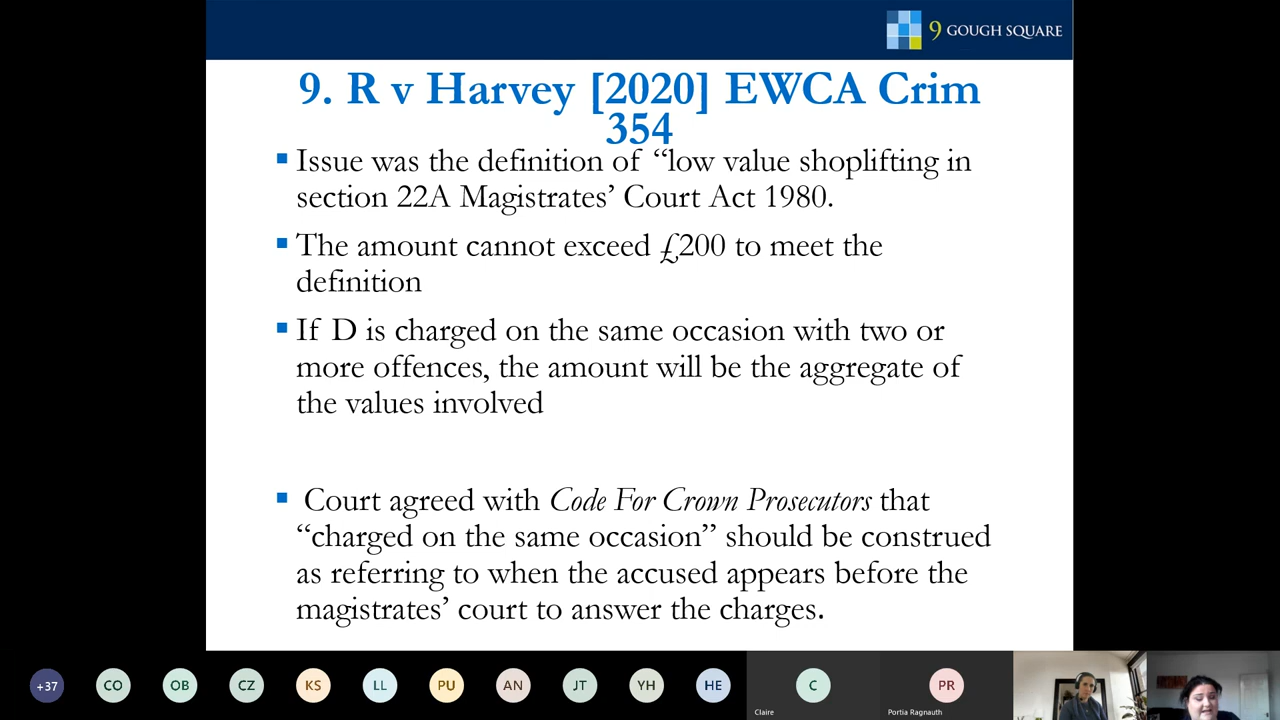 9 GOUGH SQUARE
9. R v Harvey [2020] EWCA Crim
354
Issue was the definition of “low value shoplifting in
section 22A Magistrates’ Court Act 1980.
The amount cannot exceed £200 to meet the
definition
If D is charged on the same occasion with two or
more offences, the amount will be the aggregate of
the values involved
Court agreed with Code For Crown Prosecutors that
“charged on the same occasion” should be construed
as referring to when the accused appears before the
magistrates’ court to answer the charges.
+37 CO OB CZ KS LL PU AN JT YH HE C PR
Claire Portia Ragnauth